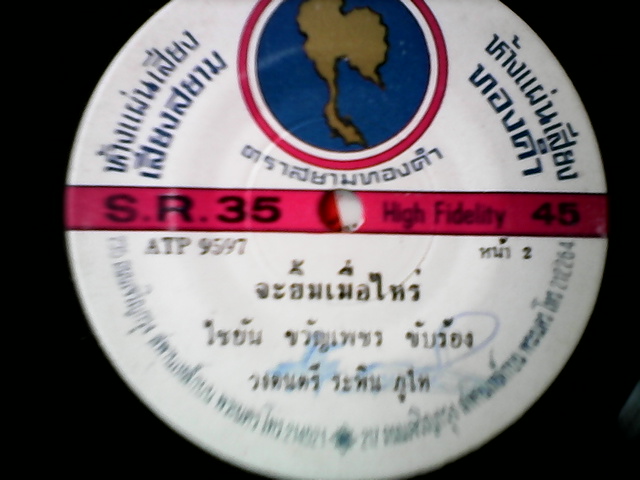 ห้างแผ่นเสียง
เสียงสยาม
ห้างแผ่นเสียง
ทองคำ
ตราสยามทองคำ
S.R.35
High Fidelity 45
ATP 9597
หน้า 2
จะยิ้มเมื่อไหร่
ไชยัน ขวัญเพชร ขับร้อง
วงดนตรี ระพิน ภูไท